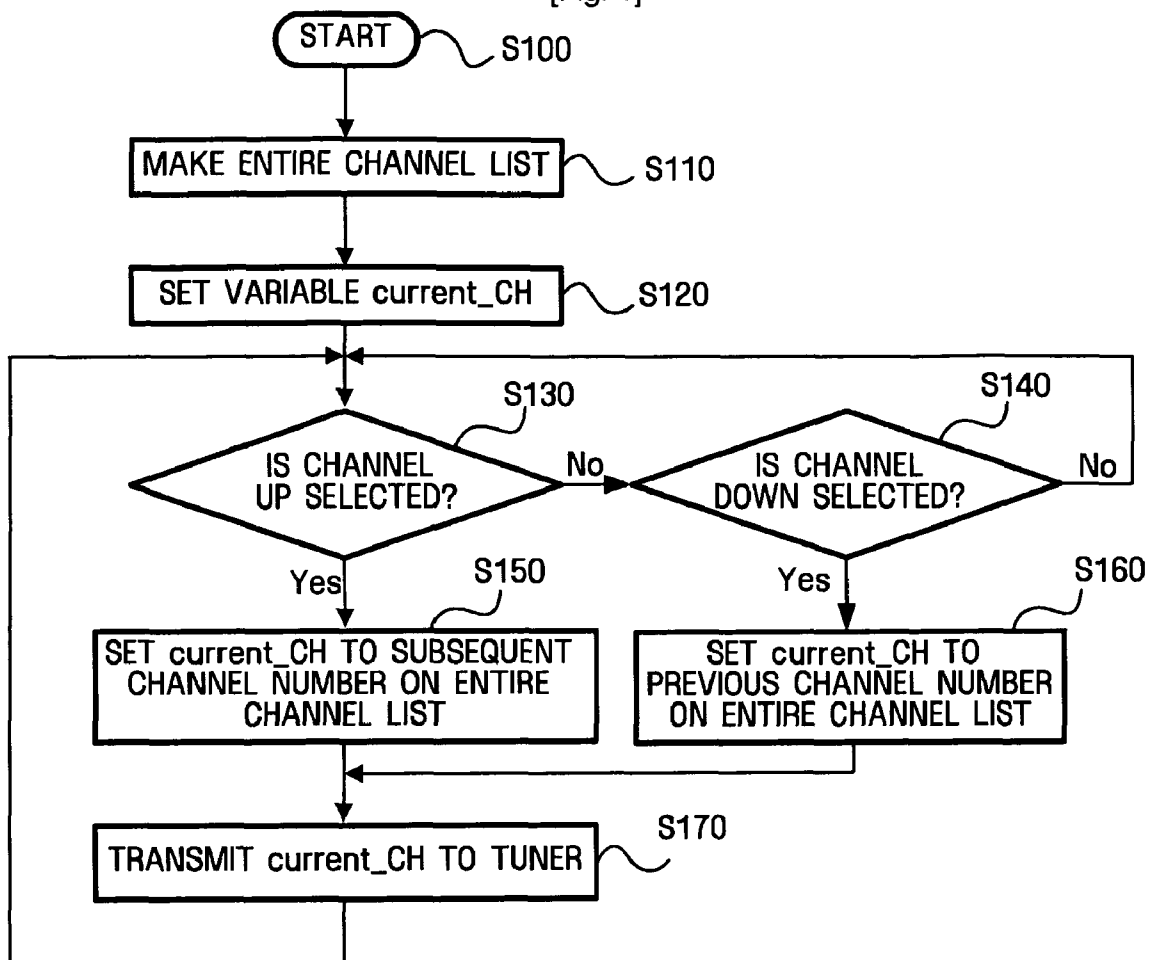 START
S100
MAKE ENTIRE CHANNEL LIST
S110
SET VARIABLE current_CH
S120
S130
S140
IS CHANNEL
UP SELECTED?
No
IS CHANNEL
DOWN SELECTED?
No
Yes
S150
Yes
S160
SET current_CH TO SUBSEQUENT
CHANNEL NUMBER ON ENTIRE
CHANNEL LIST
SET current_CH TO
PREVIOUS CHANNEL NUMBER
ON ENTIRE CHANNEL LIST
S170
TRANSMIT current_CH TO TUNER